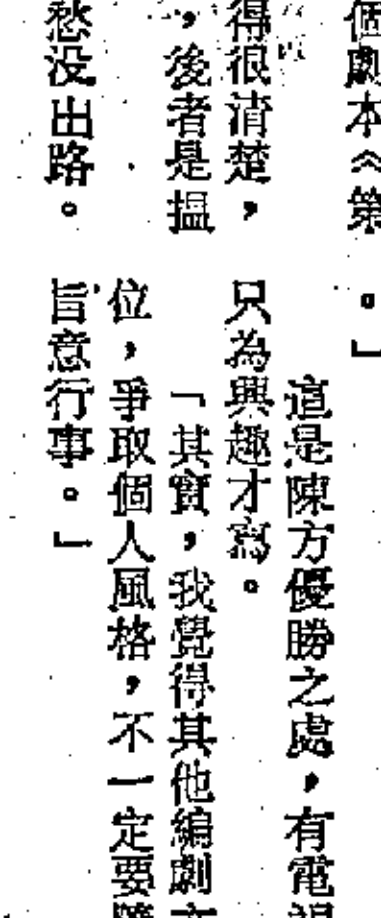 個劇本《第
得很清楚，
，後者是搵
愁没出路。
。」
這是陳方優勝之處，有電
只為興趣才寫。
「其實，我覺得其他編劇
位，爭取個人風格，不一定要
旨意行事。」